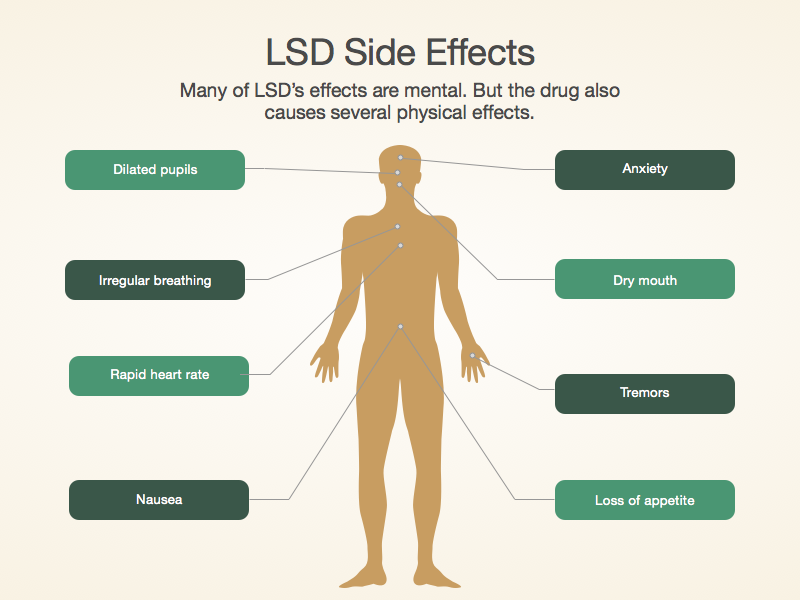 LSD Side Effects
Many of LSD's effects are mental. But the drug also
causes several physical effects.
Dilated pupils
Anxiety
Irregular breathing
Dry mouth
Rapid heart rate
Tremors
Nausea
Loss of appetite